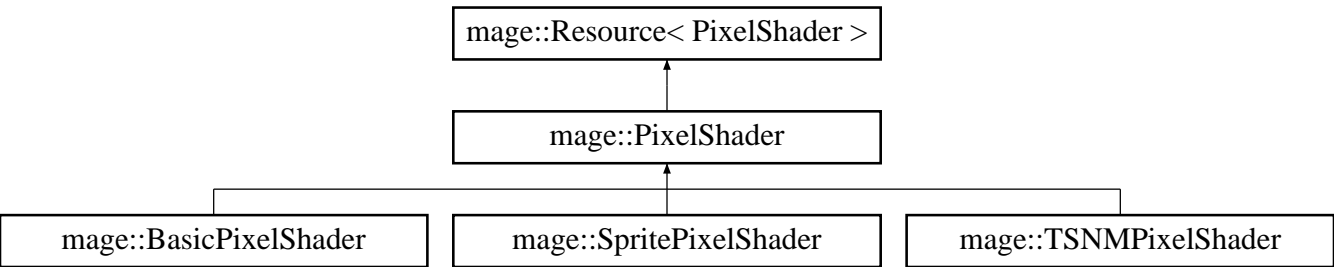 mage::Resource< PixelShader >
mage::PixelShader
mage::BasicPixelShader
mage::SpritePixelShader
mage::TSNMPixelShader